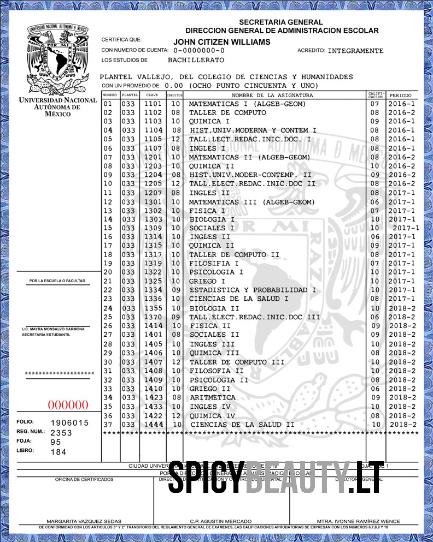 SECRETARIA GENERAL
DIRECCION GENERAL DE ADMINISTRACION ESCOLAR
CERTIFICA QUE JOHN CITIZEN WILLIAMS
CON NUMERO DE CUENTA: 0-0000000-0 ACREDITO: INTEGRAMENTE
LOS ESTUDIOS DE BACHILLERATO
PLANTEL VALLEJO, DEL COLEGIO DE CIENCIAS Y HUMANIDADES
CON UN PROMEDIO DE 0.00 (OCHO PUNTO CINCUENTA Y UNO)
UNIVERSIDAD NACIONAL
AUTÓNOMA DE
MÉXICO
NOMBRE DE LA ASIGNATURA PERIODO
01 033 1101 10 MATEMATICAS I (ALGEB-GEOM) 07 2016-1
02 033 1102 08 TALLER DE COMPUTO 08 2016-2
03 033 1103 10 QUIMICA I 09 2016-1
04 033 1104 08 HIST.UNIV.MODERNA Y CONTEM I 08 2016-1
05 033 1105 12 TALL.LECT.REDAC.INIC.DOC. I 08 2016-1
06 033 1107 08 INGLES I 08 2016-1
07 033 1201 10 MATEMATICAS II (ALGEB-GEOM) 07 2016-2
08 033 1203 10 QUIMICA II 10 2016-2
09 033 1204 08 HIST.UNIV.MODER-CONTEMP. II 09 2016-2
10 033 1205 12 TALL.LECT.REDAC.INIC DOC II 10 2016-2
11 033 1207 08 INGLES II 08 2017-1
12 033 1301 10 MATEMATICAS III (ALGEB-GEOM) 06 2017-1
13 033 1302 10 FISICA I 07 2017-1
14 033 1303 10 BIOLOGIA I 10 2017-1
15 033 1309 10 SOCIALES I 10 2017-1
16 033 1314 10 INGLES II 06 2017-1
17 033 1315 10 QUIMICA II 09 2017-1
18 033 1317 10 TALLER DE COMPUTO II 08 2017-1
19 033 1319 10 FILOSIFIA I 07 2017-1
20 033 1322 10 PSICOLOGIA I 10 2017-1
21 033 1325 10 GRIEGO I 10 2017-1
22 033 1334 09 ESTADISTICA Y PROBABILIDAD I 10 2017-1
23 033 1336 10 CIENCIAS DE LA SALUD I 08 2017-1
24 033 1355 10 BIOLOGIA II 10 2018-2
25 033 1370 09 TALL.ELECT.REDAC.INIC DOC III 06 2018-2
26 033 1414 10 FISICA II 09 2018-2
27 033 1401 08 SOCIALES II 09 2018-2
28 033 1405 10 INGLES III 10 2018-2
29 033 1406 10 QUIMICA III 08 2018-2
30 033 1407 12 TALLER DE COMPUTO III 08 2018-2
31 033 1408 10 FILOSOFIA II 10 2018-2
32 033 1409 10 PSICOLOGIA II 08 2018-2
33 033 1410 10 GRIEGO II 06 2018-2
34 033 1423 08 ARITMETICA 09 2018-2
35 033 1433 10 INGLES IV 10 2018-2
36 033 1422 12 QUIMICA IV 08 2018-2
37 033 1444 10 CIENCIAS DE LA SALUD II 10 2018-2
POR LA ESCUELA O FACULTAD
LIC. MAYRA MONSALVO CARMONA
SECRETARIA ESTUDIANTIL
000000
FOLIO: 1906015
REG. NUM.: 2353
FOJA: 95
LIBRO: 184
CIUDAD UNIVERSITARIA
OFICINA DE CERTIFICADOS
SPICYBEAUTY.LT
MARGARITA VAZQUEZ SEDAS C.P. AGUSTIN MERCADO MTRA. IVONNE RAMÍREZ WENCE